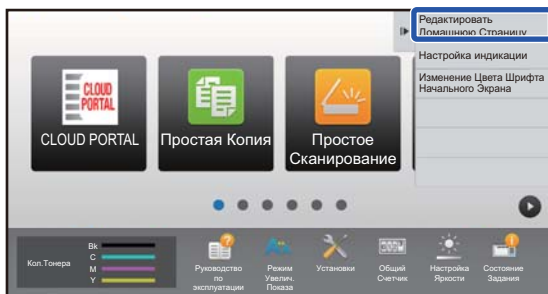 Редактировать
Домашнюю Страницу
Настройка индикации
Изменение Цвета Шрифта
Начального Экрана
CLOUD
PORTAL
CLOUD PORTAL
Простая Копия
Простое
Сканирование
Кол.Тонера
Bk
C
M
Y
Руководство
по
эксплуатации
Режим
Увелич.
Показа
Установки
Общий
Счетчик
Настройка
Яркости
Состояние
Задания